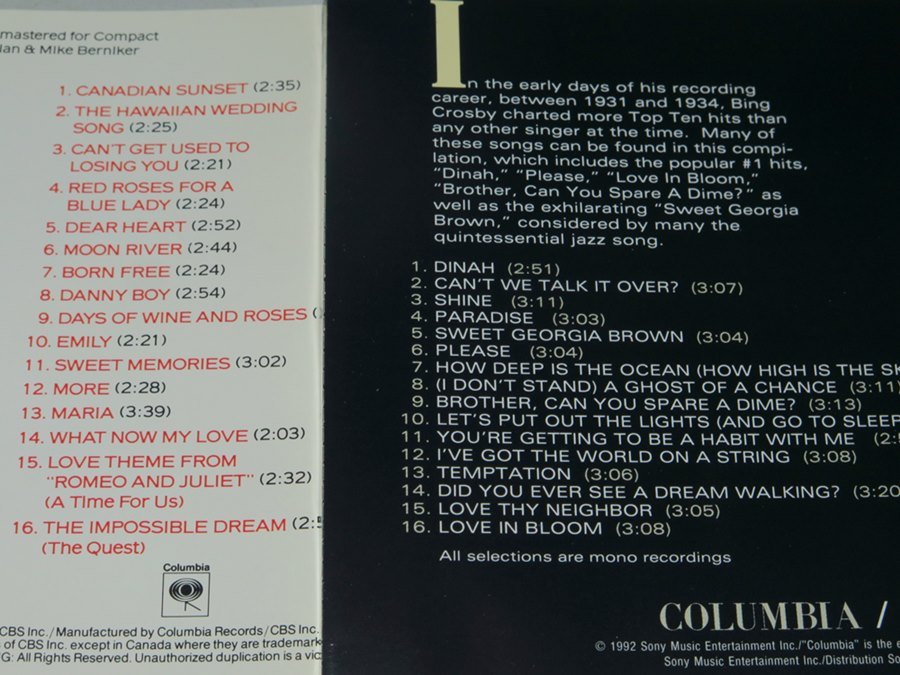 mastered for Compact
lan & Mike Berniker
1. CANADIAN SUNSET (2:35)
2. THE HAWAIIAN WEDDING
SONG (2:25)
3. CAN'T GET USED TO
LOSING YOU (2:21)
4. RED ROSES FOR A
BLUE LADY (2:24)
5. DEAR HEART (2:52)
6. MOON RIVER (2:44)
7. BORN FREE (2:24)
8. DANNY BOY (2:54)
9. DAYS OF WINE AND ROSES (
10. EMILY (2:21)
11. SWEET MEMORIES (3:02)
12. MORE (2:28)
13. MARIA (3:39)
14. WHAT NOW MY LOVE (2:03)
15. LOVE THEME FROM
"ROMEO AND JULIET" (2:32)
(A Time For Us)
16. THE IMPOSSIBLE DREAM (2:5
(The Quest)
Columbia
CBS Inc./Manufactured by Columbia Records/CBS Inc.
s of CBS Inc. except in Canada where they are trademark
G: All Rights Reserved. Unauthorized duplication is a vic
In the early days of his recording
career, between 1931 and 1934, Bing
Crosby charted more Top Ten hits than
any other singer at the time. Many of
these songs can be found in this compi-
lation, which includes the popular #1 hits,
"Dinah," "Please," "Love In Bloom,"
"Brother, Can You Spare A Dime?" as
well as the exhilarating "Sweet Georgia
Brown," considered by many the
quintessential jazz song.
1. DINAH (2:51)
2. CAN'T WE TALK IT OVER? (3:07)
3. SHINE (3:11)
4. PARADISE (3:03)
5. SWEET GEORGIA BROWN (3:04)
6. PLEASE (3:04)
7. HOW DEEP IS THE OCEAN (HOW HIGH IS THE SK
8. (I DON'T STAND) A GHOST OF A CHANCE (3:11)
9. BROTHER, CAN YOU SPARE A DIME? (3:13)
10. LET'S PUT OUT THE LIGHTS (AND GO TO SLEEP
11. YOU'RE GETTING TO BE A HABIT WITH ME (2:5
12. I'VE GOT THE WORLD ON A STRING (3:08)
13. TEMPTATION (3:06)
14. DID YOU EVER SEE A DREAM WALKING? (3:20
15. LOVE THY NEIGHBOR (3:05)
16. LOVE IN BLOOM (3:08)
All selections are mono recordings
COLUMBIA /
© 1992 Sony Music Entertainment Inc./"Columbia" is the e
Sony Music Entertainment Inc./Distribution So